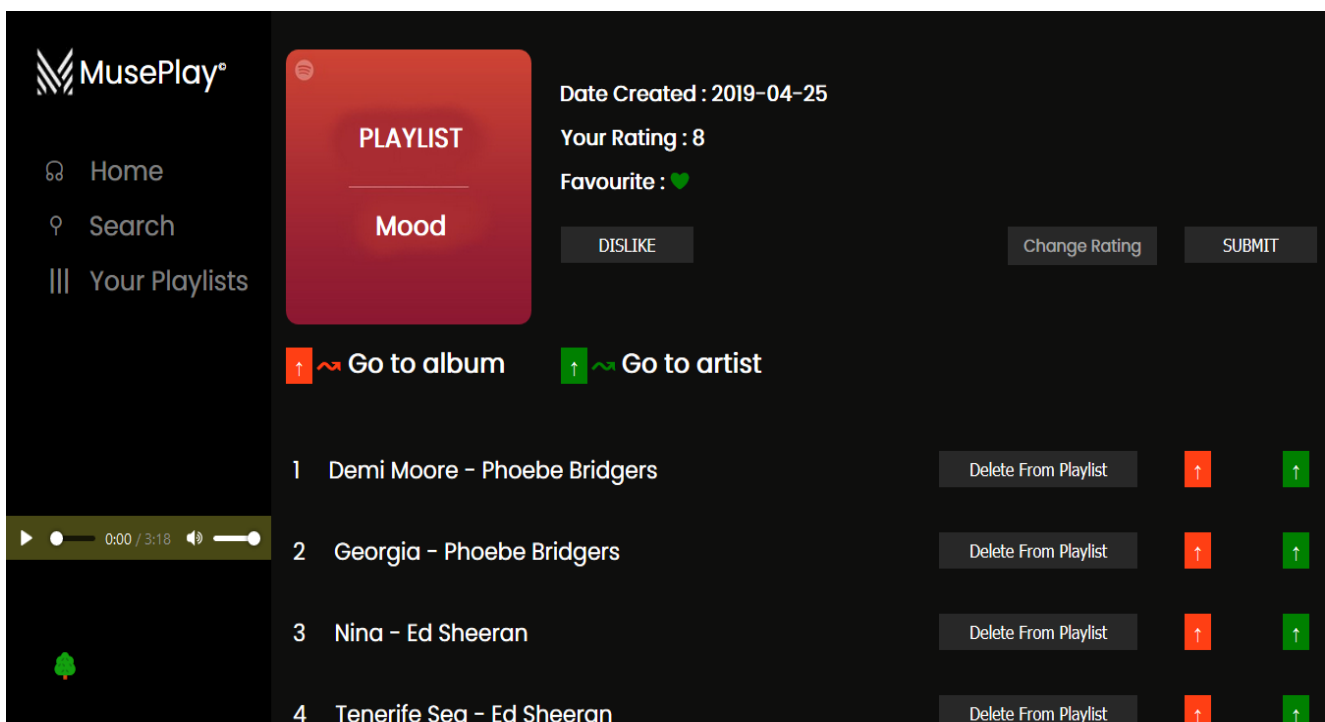 MusePlay©
Home
Search
Your Playlists
0:00 / 3:18
PLAYLIST
Mood
Date Created : 2019-04-25
Your Rating : 8
Favourite :
DISLIKE
Change Rating
SUBMIT
↑ Go to album
↑ Go to artist
1 Demi Moore - Phoebe Bridgers Delete From Playlist ↑ ↑
2 Georgia - Phoebe Bridgers Delete From Playlist ↑ ↑
3 Nina - Ed Sheeran Delete From Playlist ↑ ↑
4 Tenerife Sea - Ed Sheeran Delete From Playlist ↑ ↑